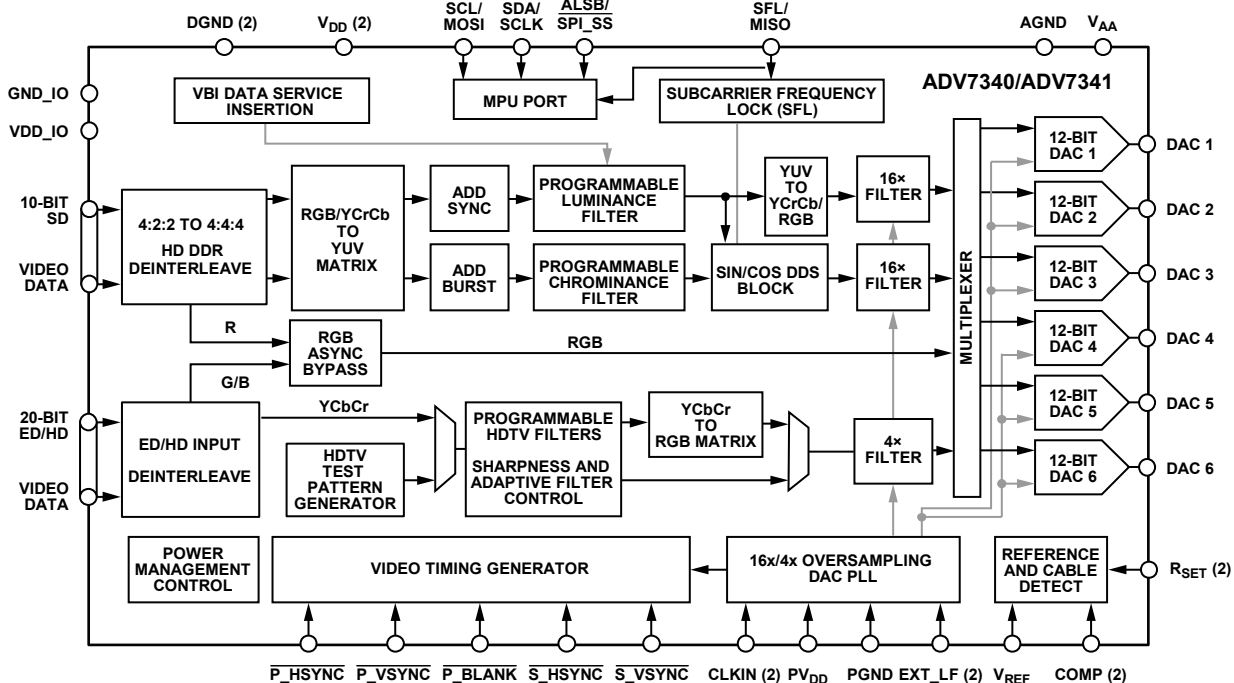 DGND (2)
VDD (2)
SCL/
MOSI
SDA/
SCLK
ALSB/
SPI_SS
SFL/
MISO
AGND
VAA
GND_IO
VDD_IO
10-BIT
SD
VIDEO
DATA
20-BIT
ED/HD
VIDEO
DATA
ADV7340/ADV7341
VBI DATA SERVICE
INSERTION
MPU PORT
SUBCARRIER FREQUENCY
LOCK (SFL)
4:2:2 TO 4:4:4
HD DDR
DEINTERLEAVE
RGB/YCrCb
TO
YUV
MATRIX
ADD
SYNC
PROGRAMMABLE
LUMINANCE
FILTER
YUV
TO
YCrCb/
RGB
16×
FILTER
ADD
BURST
PROGRAMMABLE
CHROMINANCE
FILTER
SIN/COS DDS
BLOCK
16×
FILTER
MULTIPLEXER
R
G/B
RGB
ASYNC
BYPASS
RGB
ED/HD INPUT
DEINTERLEAVE
YCbCr
HDTV
TEST
PATTERN
GENERATOR
PROGRAMMABLE
HDTV FILTERS
SHARPNESS AND
ADAPTIVE FILTER
CONTROL
YCbCr
TO
RGB MATRIX
4×
FILTER
12-BIT
DAC 1
DAC 1
12-BIT
DAC 2
DAC 2
12-BIT
DAC 3
DAC 3
12-BIT
DAC 4
DAC 4
12-BIT
DAC 5
DAC 5
12-BIT
DAC 6
DAC 6
POWER
MANAGEMENT
CONTROL
VIDEO TIMING GENERATOR
16x/4x OVERSAMPLING
DAC PLL
REFERENCE
AND CABLE
DETECT
RSET (2)
P_HSYNC
P_VSYNC
P_BLANK
S_HSYNC
S_VSYNC
CLKIN (2)
PVDD
PGND
EXT_LF (2)
VREF
COMP (2)